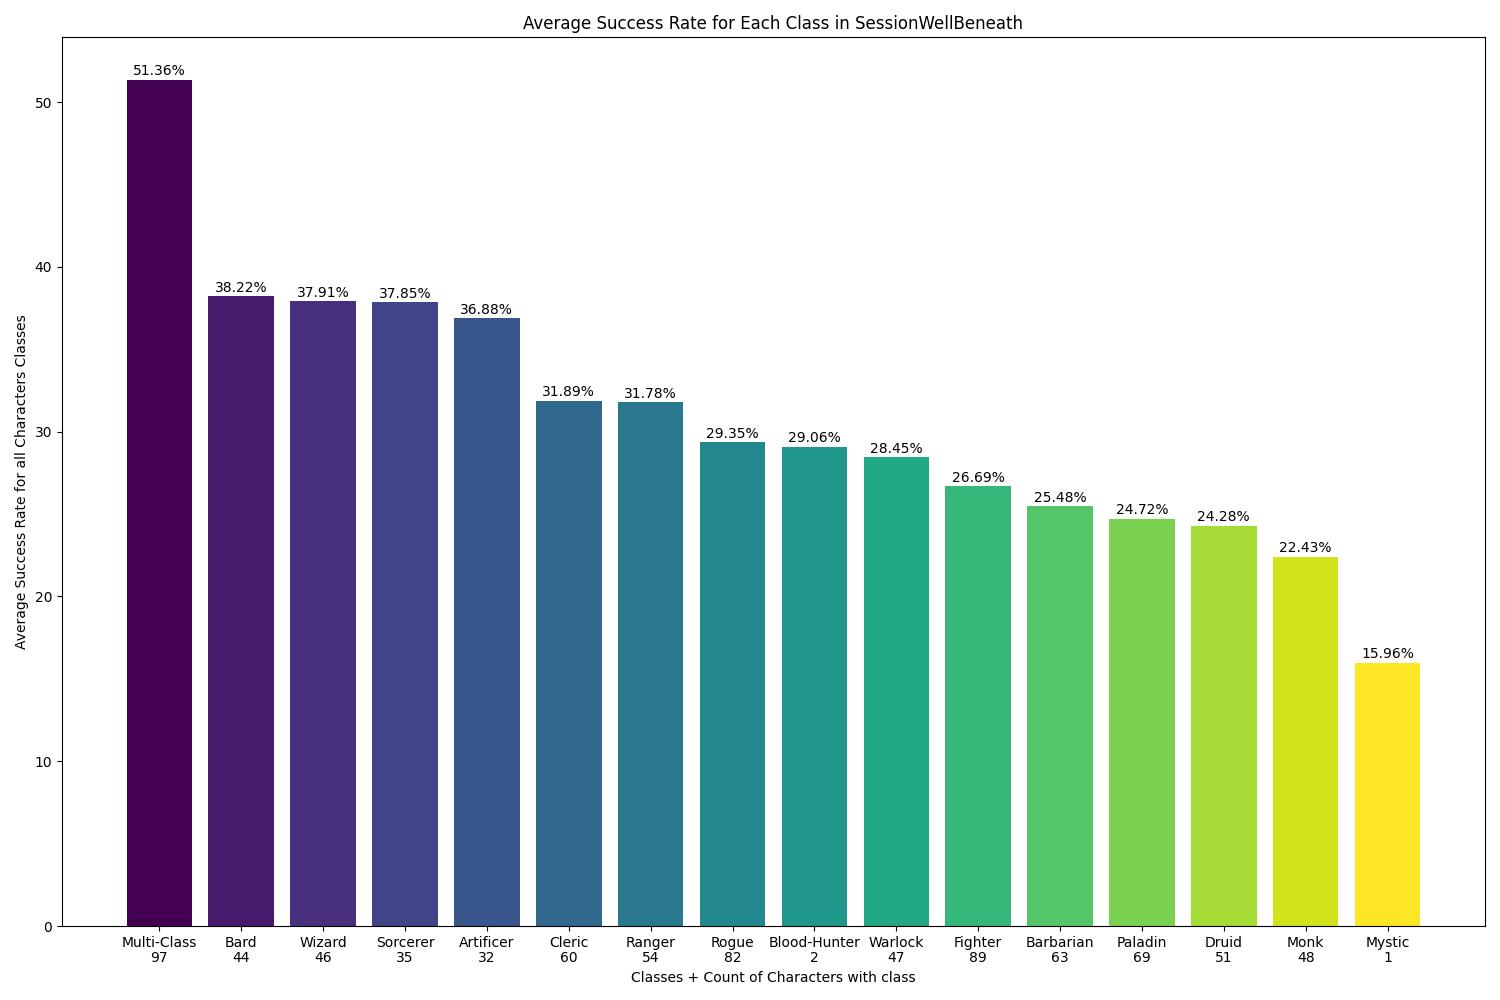 Average Success Rate for Each Class in SessionWellBeneath
Average Success Rate for all Characters Classes
50
40
30
20
10
0
51.36%
38.22%
37.91%
37.85%
36.88%
31.89%
31.78%
29.35%
29.06%
28.45%
26.69%
25.48%
24.72%
24.28%
22.43%
15.96%
Multi-Class
97
Bard
44
Wizard
46
Sorcerer
35
Artificer
32
Cleric
60
Ranger
54
Rogue
82
Blood-Hunter
2
Warlock
47
Fighter
89
Barbarian
63
Paladin
69
Druid
51
Monk
48
Mystic
1
Classes + Count of Characters with class